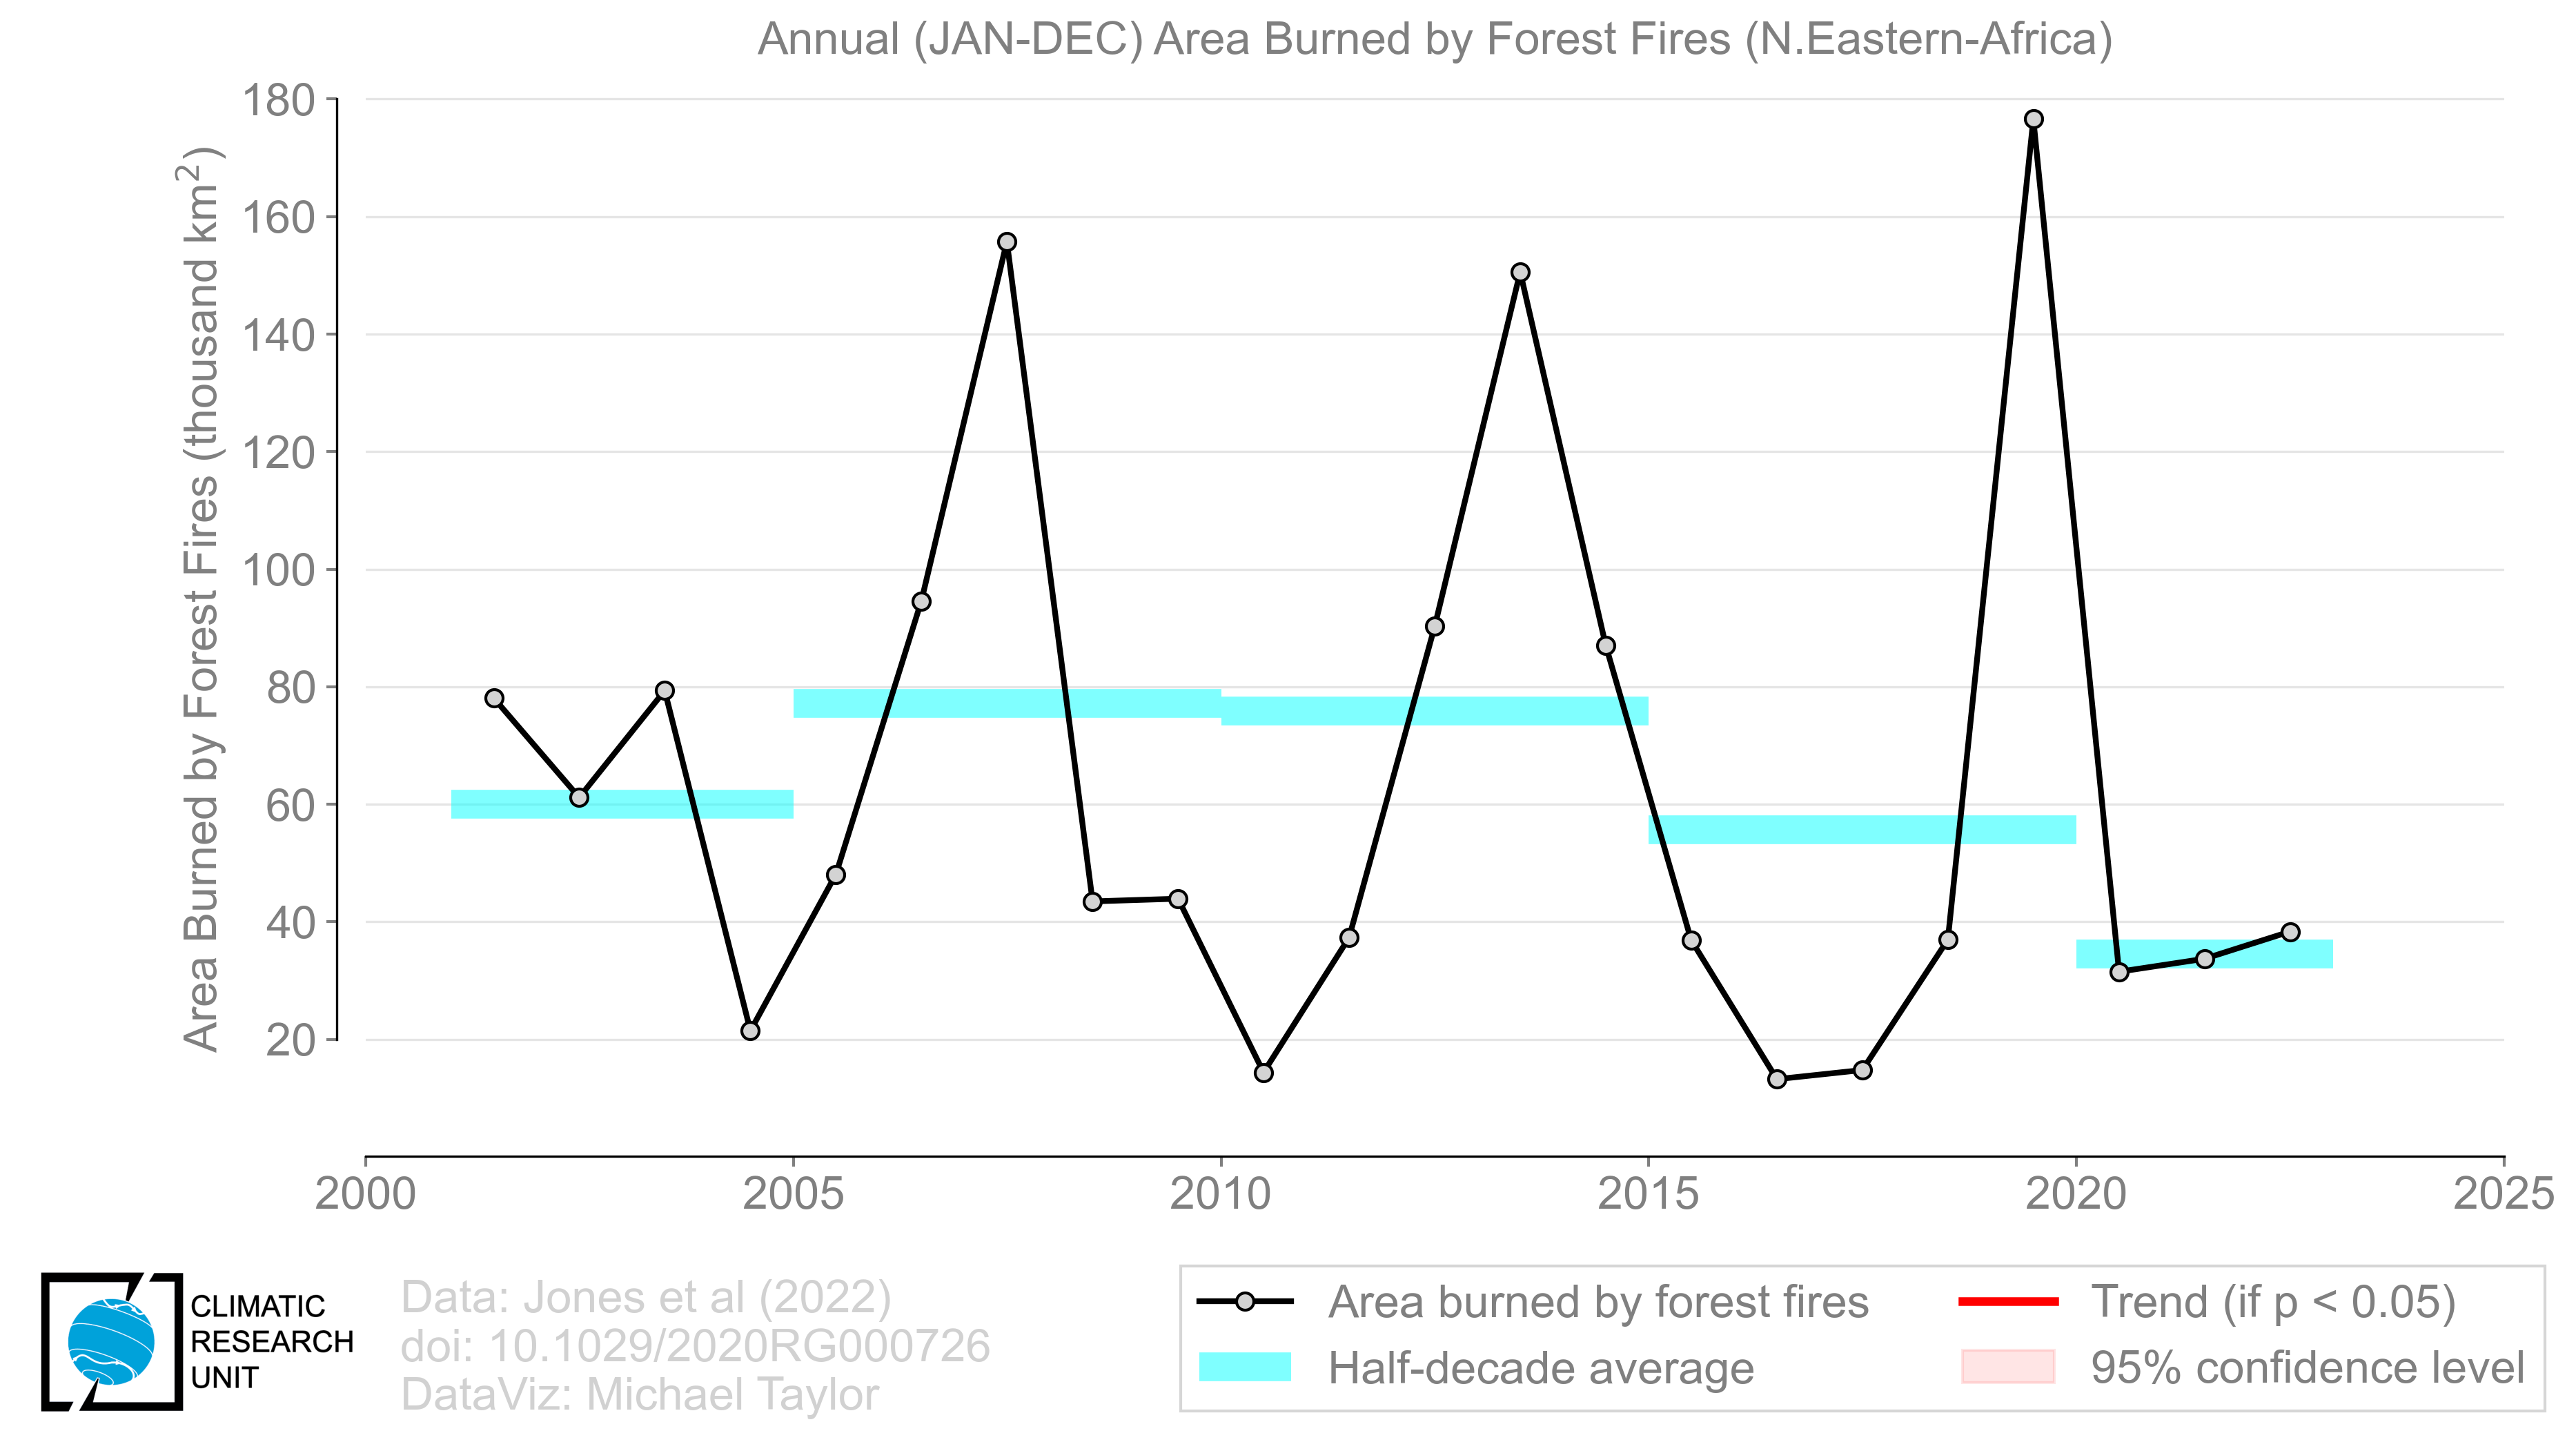 Annual (JAN-DEC) Area Burned by Forest Fires (N.Eastern-Africa)
Area Burned by Forest Fires (thousand km²)
180
160
140
120
100
80
60
40
20
2000 2005 2010 2015 2020 2025
CLIMATIC
RESEARCH
UNIT
Data: Jones et al (2022)
doi: 10.1029/2020RG000726
DataViz: Michael Taylor
Area burned by forest fires
Half-decade average
Trend (if p < 0.05)
95% confidence level